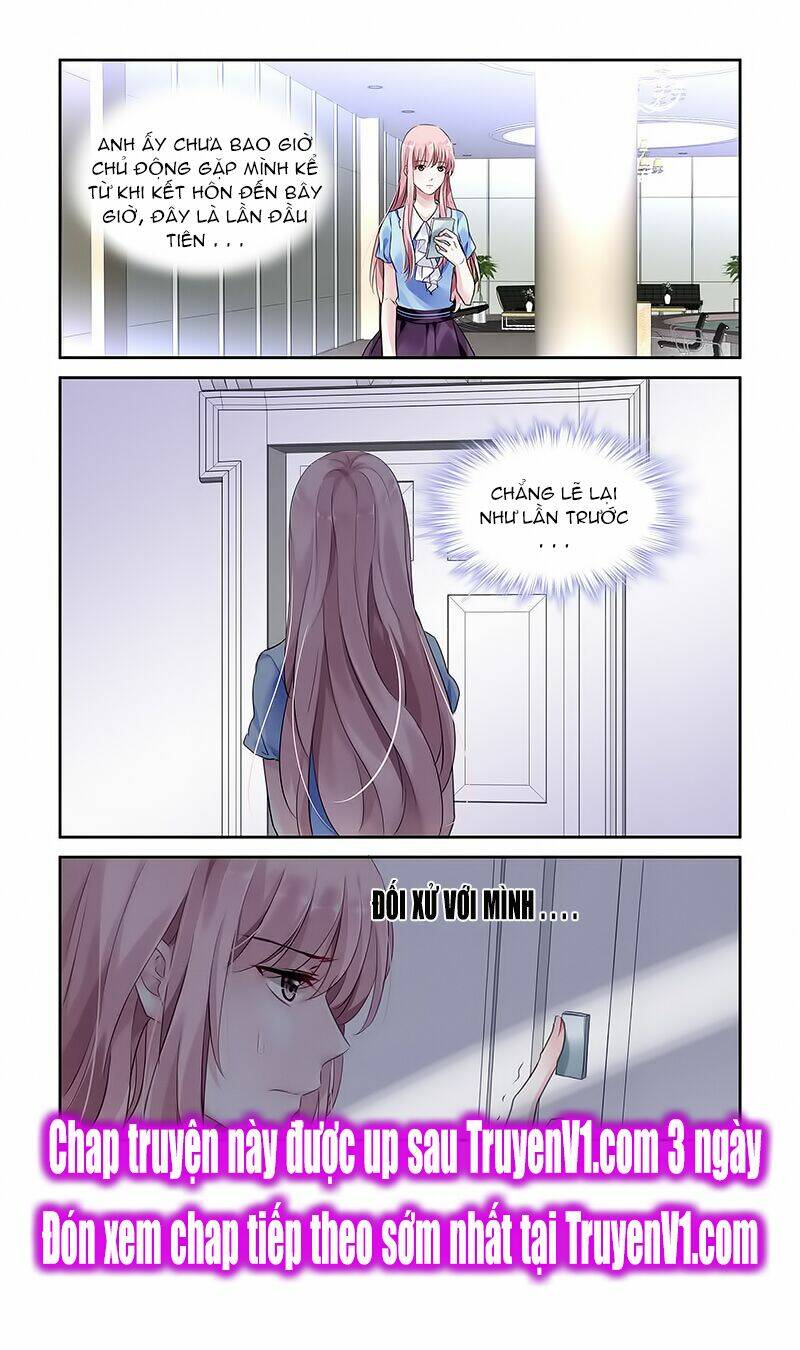 ANH ẤY CHƯA BAO GIỜ
CHỦ ĐỘNG GẶP MÌNH KỂ
TỪ KHI KẾT HÔN ĐẾN BÂY
GIỜ, ĐÂY LÀ LẦN ĐẦU
TIÊN . . .
CHẲNG LẼ LẠI
NHƯ LẦN TRƯỚC
. . .
ĐỐI XỬ VỚI MÌNH . . . .
Chap truyện này được up sau TruyenV1.com 3 ngày
Đón xem chap tiếp theo sớm nhất tại TruyenV1.com